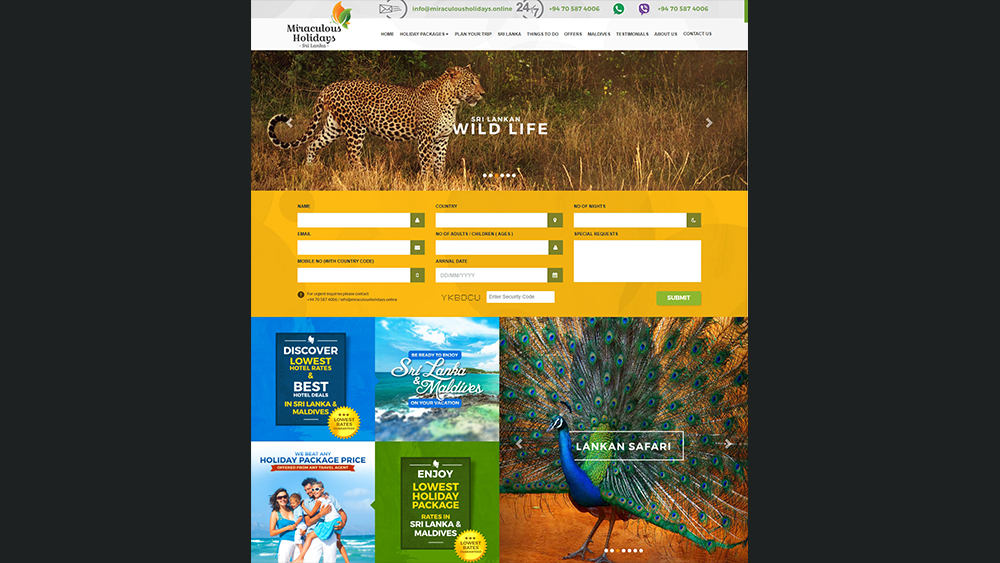 info@miraculousholidays.online 24/7 +94 70 587 4006 +94 70 587 4006
Miraculous
Holidays
- Sri Lanka -
HOME HOLIDAY PACKAGES PLAN YOUR TRIP SRI LANKA THINGS TO DO OFFERS MALDIVES TESTIMONIALS ABOUT US CONTACT US
SRI LANKAN
WILD LIFE
NAME COUNTRY NO OF NIGHTS
EMAIL NO OF ADULTS / CHILDREN ( AGES ) SPECIAL REQUESTS
MOBILE NO (WITH COUNTRY CODE) ARRIVAL DATE
DD/MM/YYYY
For urgent inquiries please contact
+94 70 587 4006 / info@miraculousholidays.online
YKBDCU Enter Security Code SUBMIT
DISCOVER
LOWEST
HOTEL RATES
&
BEST
HOTEL DEALS
IN SRI LANKA &
MALDIVES
LOWEST
RATES
GUARANTEED
BE READY TO ENJOY
Sri Lanka
& Maldives
ON YOUR VACATION
LANKAN SAFARI
WE BEAT ANY
HOLIDAY PACKAGE PRICE
OFFERED FROM ANY TRAVEL AGENT
ENJOY
LOWEST
HOLIDAY
PACKAGE
RATES IN
SRI LANKA &
MALDIVES
LOWEST
RATES
GUARANTEED